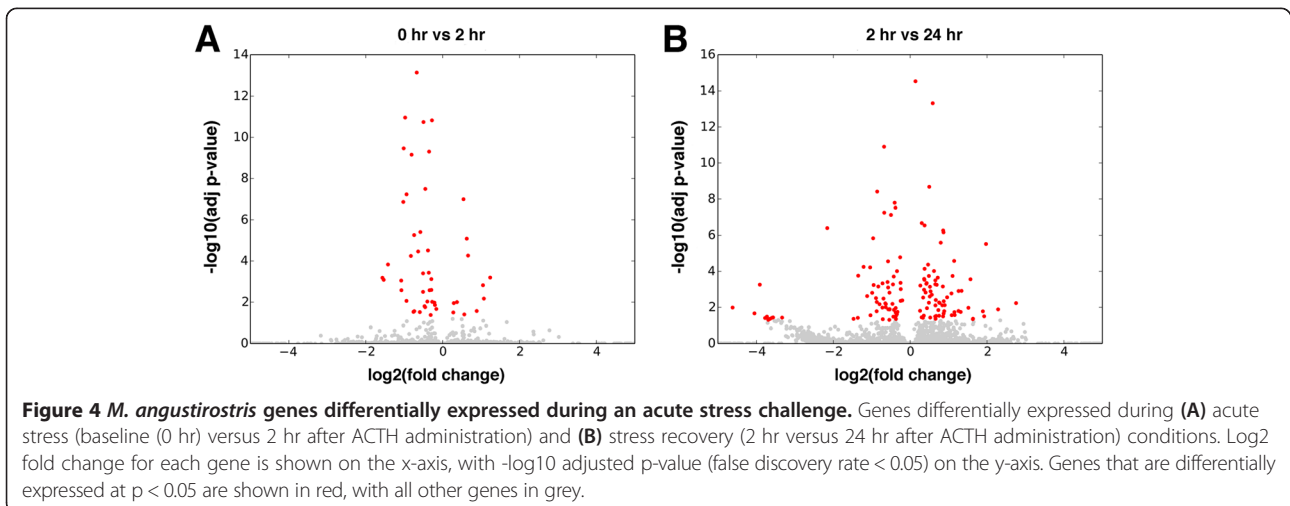 A
0 hr vs 2 hr
14
12
10
8
6
4
2
0
-log10(adj p-value)
−4
−2
0
2
4
log2(fold change)
B
2 hr vs 24 hr
16
14
12
10
8
6
4
2
0
-log10(adj p-value)
−4
−2
0
2
4
log2(fold change)
Figure 4 M. angustirostris genes differentially expressed during an acute stress challenge. Genes differentially expressed during (A) acute
stress (baseline (0 hr) versus 2 hr after ACTH administration) and (B) stress recovery (2 hr versus 24 hr after ACTH administration) conditions. Log2
fold change for each gene is shown on the x-axis, with -log10 adjusted p-value (false discovery rate < 0.05) on the y-axis. Genes that are differentially
expressed at p < 0.05 are shown in red, with all other genes in grey.